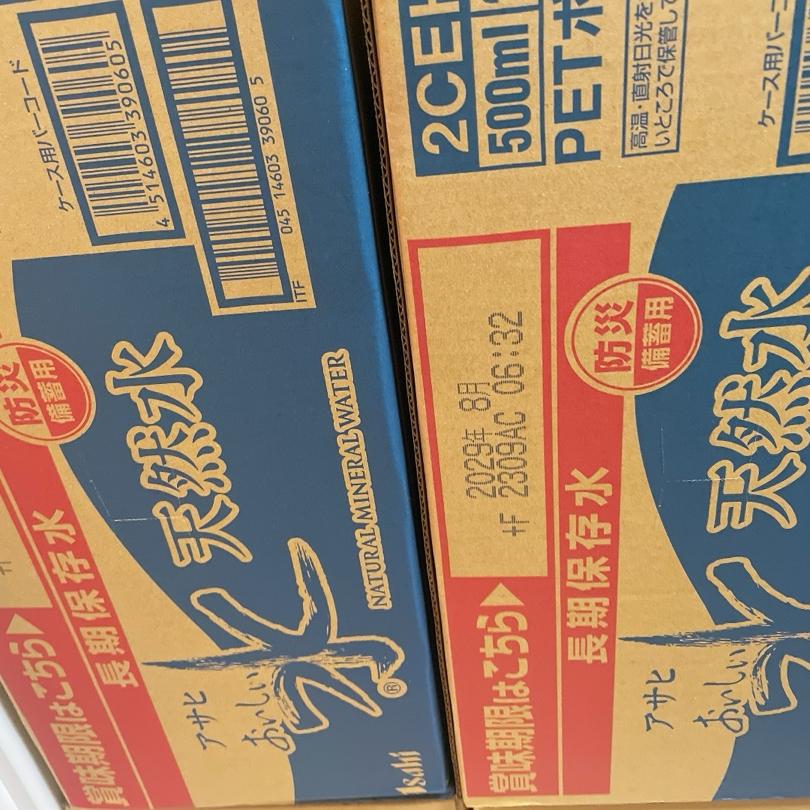 ケース用バーコード
4 514603 390605
045 14603 39060 5
ITF
防災
備蓄用
天然水
NATURAL MINERAL WATER
長期保存水
賞味期限はこちら▶
アサヒ
おいしい
水
®
Asahi
2CE
500ml
PETボ
高温・直射日光を
いところで保管して
ケース用バー
2029年 8月
+F 2309AC 06:32
防災
備蓄用
天然水
長期保存水
賞味期限はこちら▶
アサヒ
おいしい